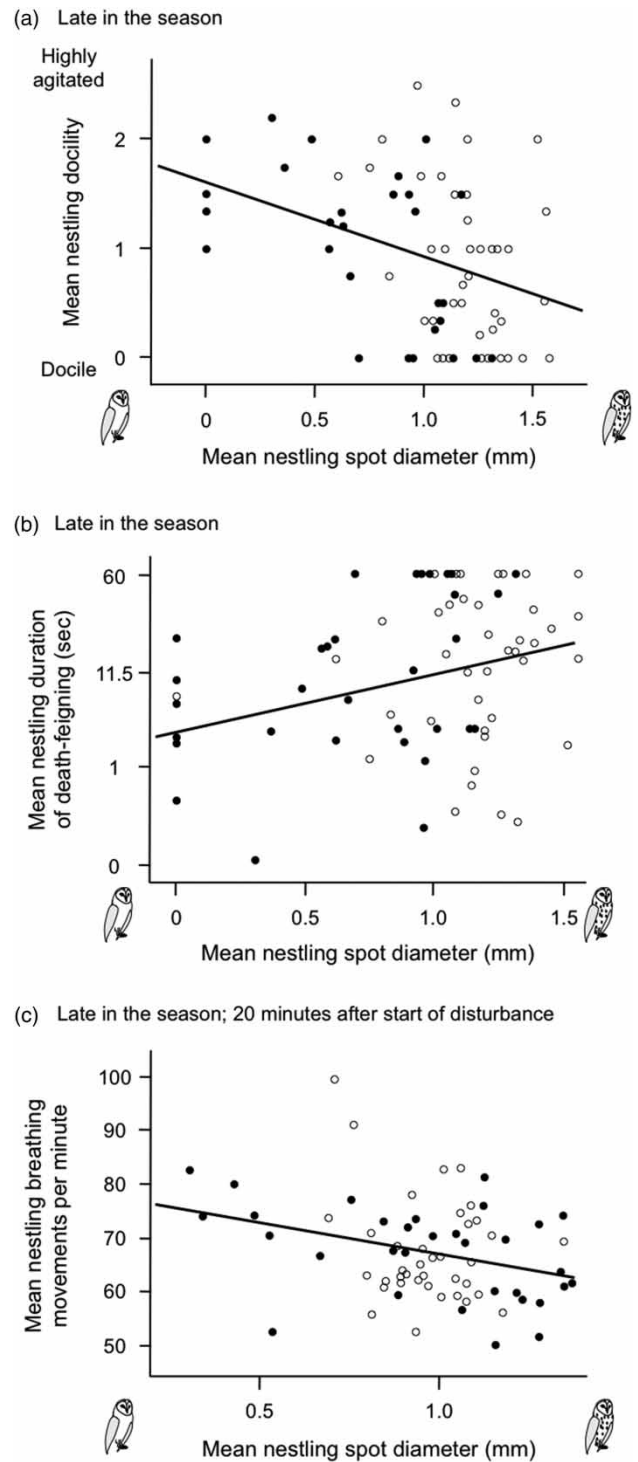 (a) Late in the season
Highly
agitated
Mean nestling docility
2
1
0
Docile
0 0.5 1.0 1.5
Mean nestling spot diameter (mm)
(b) Late in the season
Mean nestling duration
of death-feigning (sec)
60
11.5
1
0
0 0.5 1.0 1.5
Mean nestling spot diameter (mm)
(c) Late in the season; 20 minutes after start of disturbance
Mean nestling breathing
movements per minute
100
90
80
70
60
50
0.5 1.0
Mean nestling spot diameter (mm)